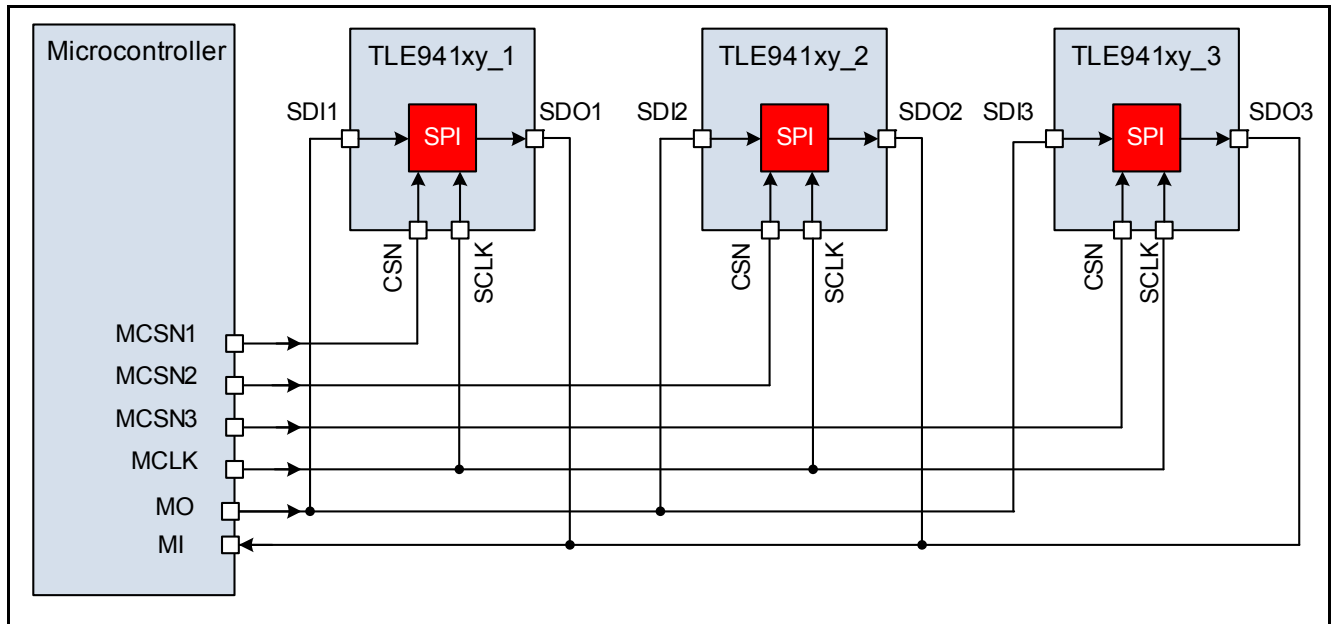 Microcontroller
TLE941xy_1
TLE941xy_2
TLE941xy_3
SDI1
SPI
SDO1
SDI2
SPI
SDO2
SDI3
SPI
SDO3
CSN
SCLK
CSN
SCLK
CSN
SCLK
MCSN1
MCSN2
MCSN3
MCLK
MO
MI